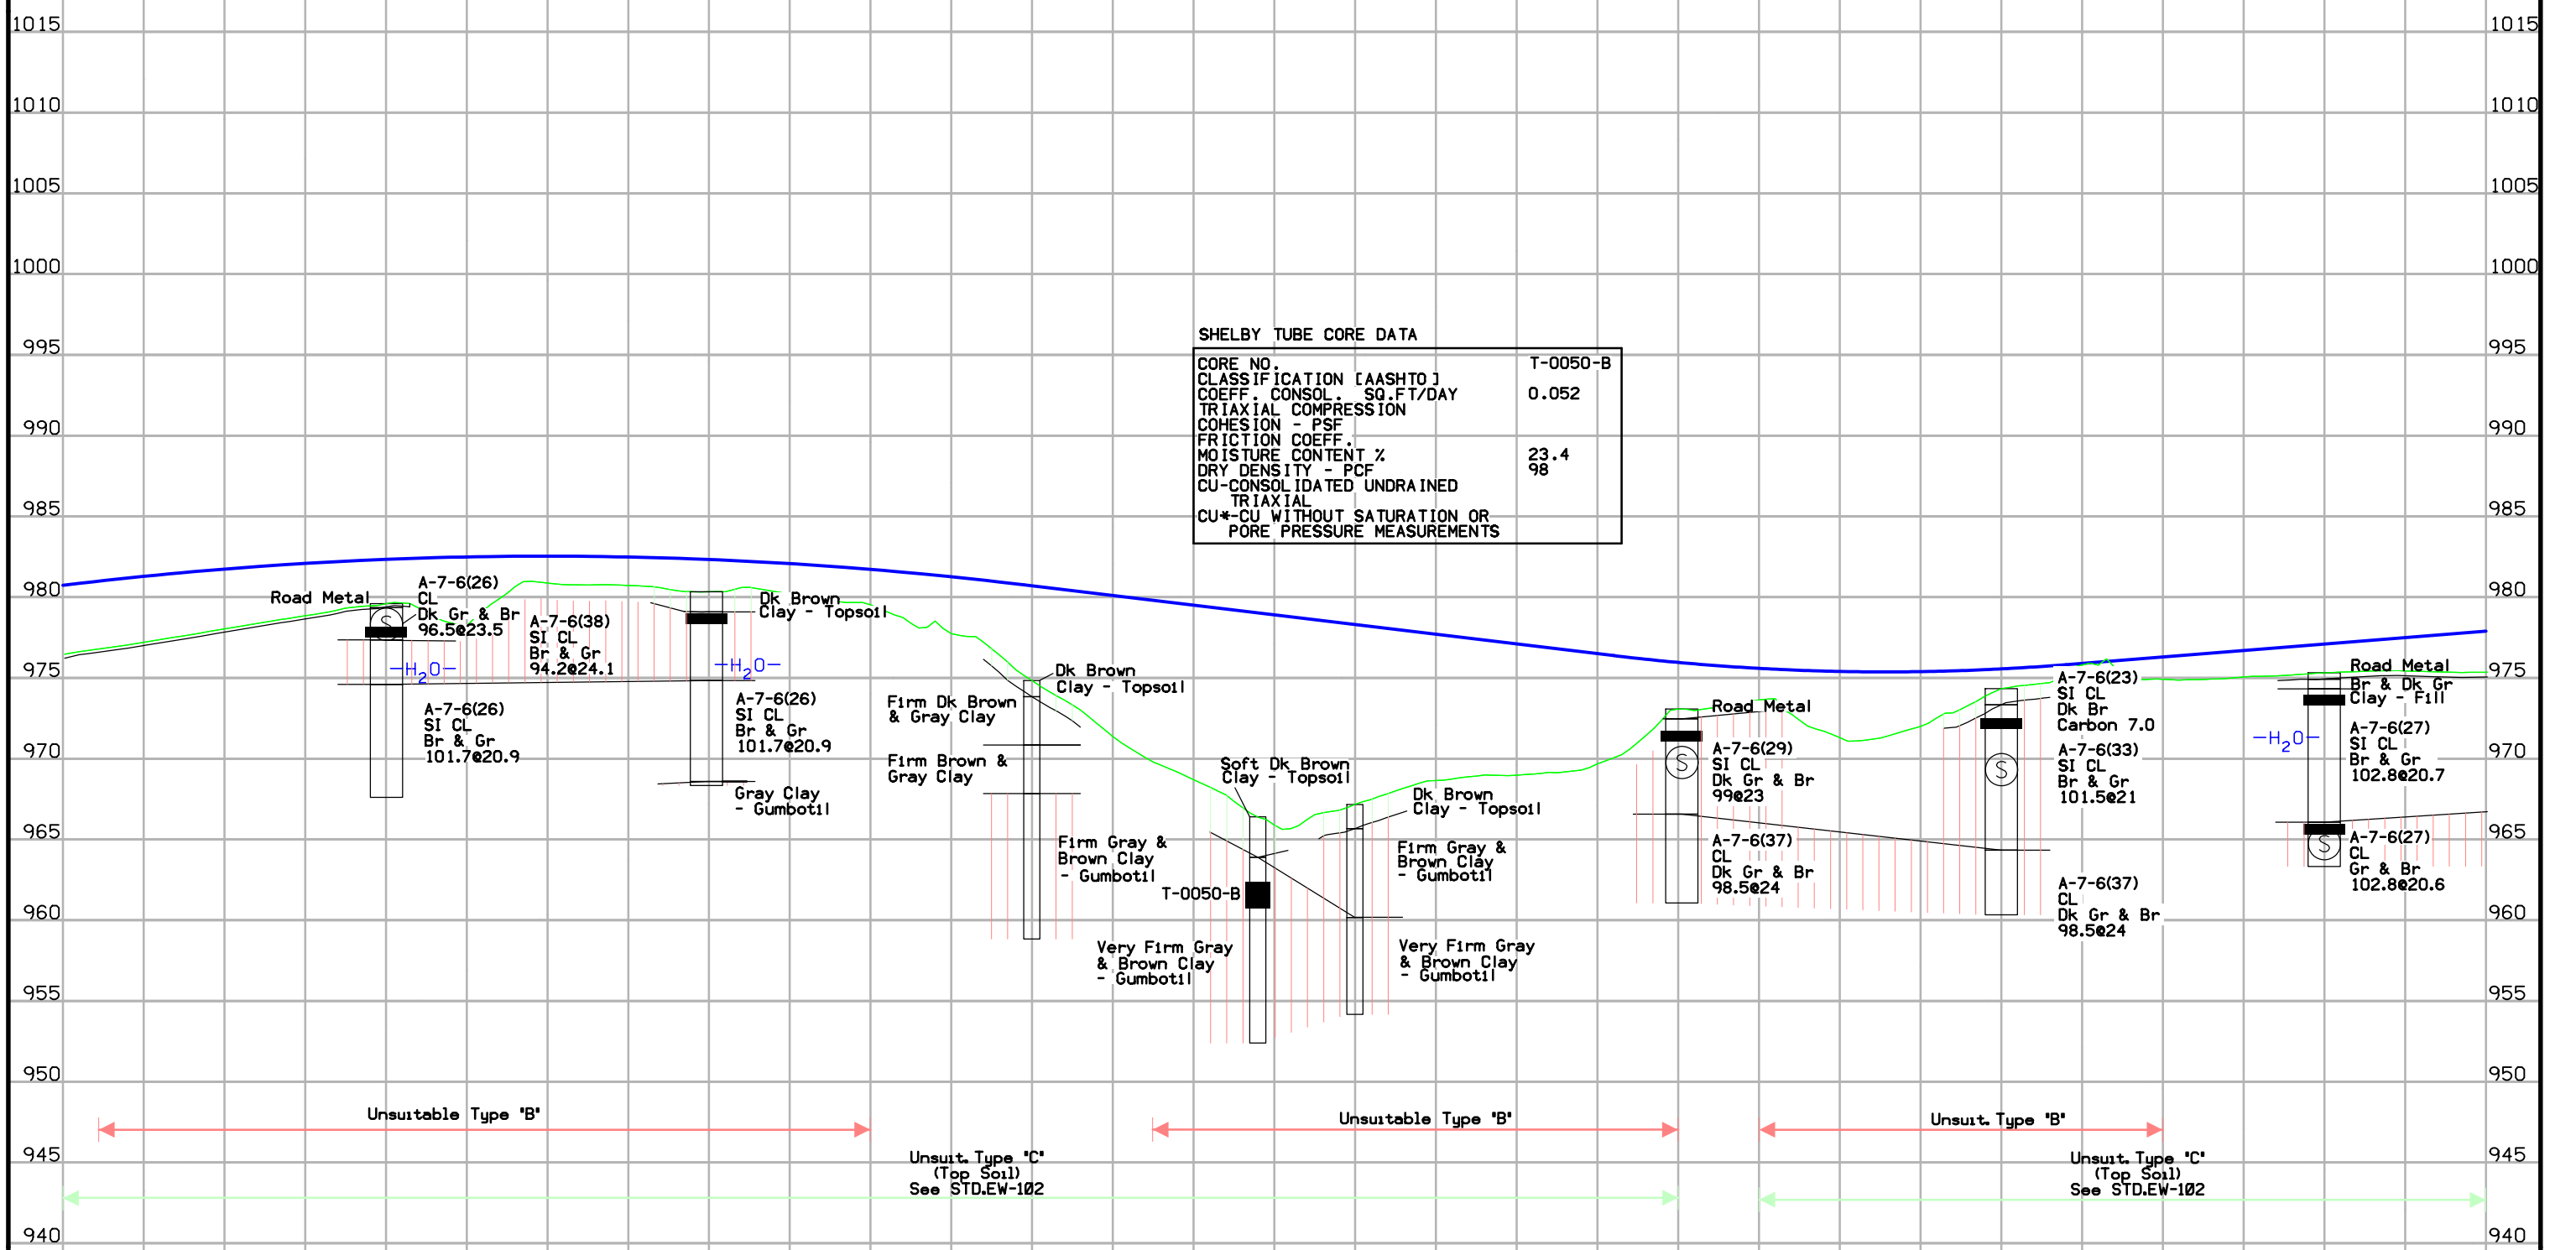 1015 1015
1010 1010
1005 1005
1000 1000
995 995
990 990
985 985
980 980
975 975
970 970
965 965
960 960
955 955
950 950
945 945
940 940
SHELBY TUBE CORE DATA
CORE NO. T-0050-B
CLASSIFICATION [AASHTO]
COEFF. CONSOL. SQ.FT/DAY 0.052
TRIAXIAL COMPRESSION
COHESION - PSF
FRICTION COEFF.
MOISTURE CONTENT % 23.4
DRY DENSITY - PCF 98
CU-CONSOLIDATED UNDRAINED
TRIAXIAL
CU*-CU WITHOUT SATURATION OR
PORE PRESSURE MEASUREMENTS
Road Metal
S
A-7-6(26)
CL
Dk Gr & Br
96.5@23.5
A-7-6(38)
SI CL
Br & Gr
94.2@24.1
H2O
A-7-6(26)
SI CL
Br & Gr
101.7@20.9
Dk Brown
Clay - Topsoil
H2O
A-7-6(26)
SI CL
Br & Gr
101.7@20.9
Gray Clay
- Gumbotil
Dk Brown
Clay - Topsoil
Firm Dk Brown
& Gray Clay
Firm Brown &
Gray Clay
Firm Gray &
Brown Clay
- Gumbotil
Soft Dk Brown
Clay - Topsoil
T-0050-B
Very Firm Gray
& Brown Clay
- Gumbotil
Dk Brown
Clay - Topsoil
Firm Gray &
Brown Clay
- Gumbotil
Very Firm Gray
& Brown Clay
- Gumbotil
Road Metal
S
A-7-6(29)
SI CL
Dk Gr & Br
99@23
A-7-6(37)
CL
Dk Gr & Br
98.5@24
A-7-6(23)
SI CL
Dk Br
Carbon 7.0
S
A-7-6(33)
SI CL
Br & Gr
101.5@21
A-7-6(37)
CL
Dk Gr & Br
98.5@24
Road Metal
Br & Dk Gr
Clay - Fill
H2O
A-7-6(27)
SI CL
Br & Gr
102.8@20.7
S
A-7-6(27)
CL
Gr & Br
102.8@20.6
Unsuitable Type "B"
Unsuitable Type "B"
Unsuit. Type "B"
Unsuit. Type "C"
(Top Soil)
See STD.EW-102
Unsuit. Type "C"
(Top Soil)
See STD.EW-102